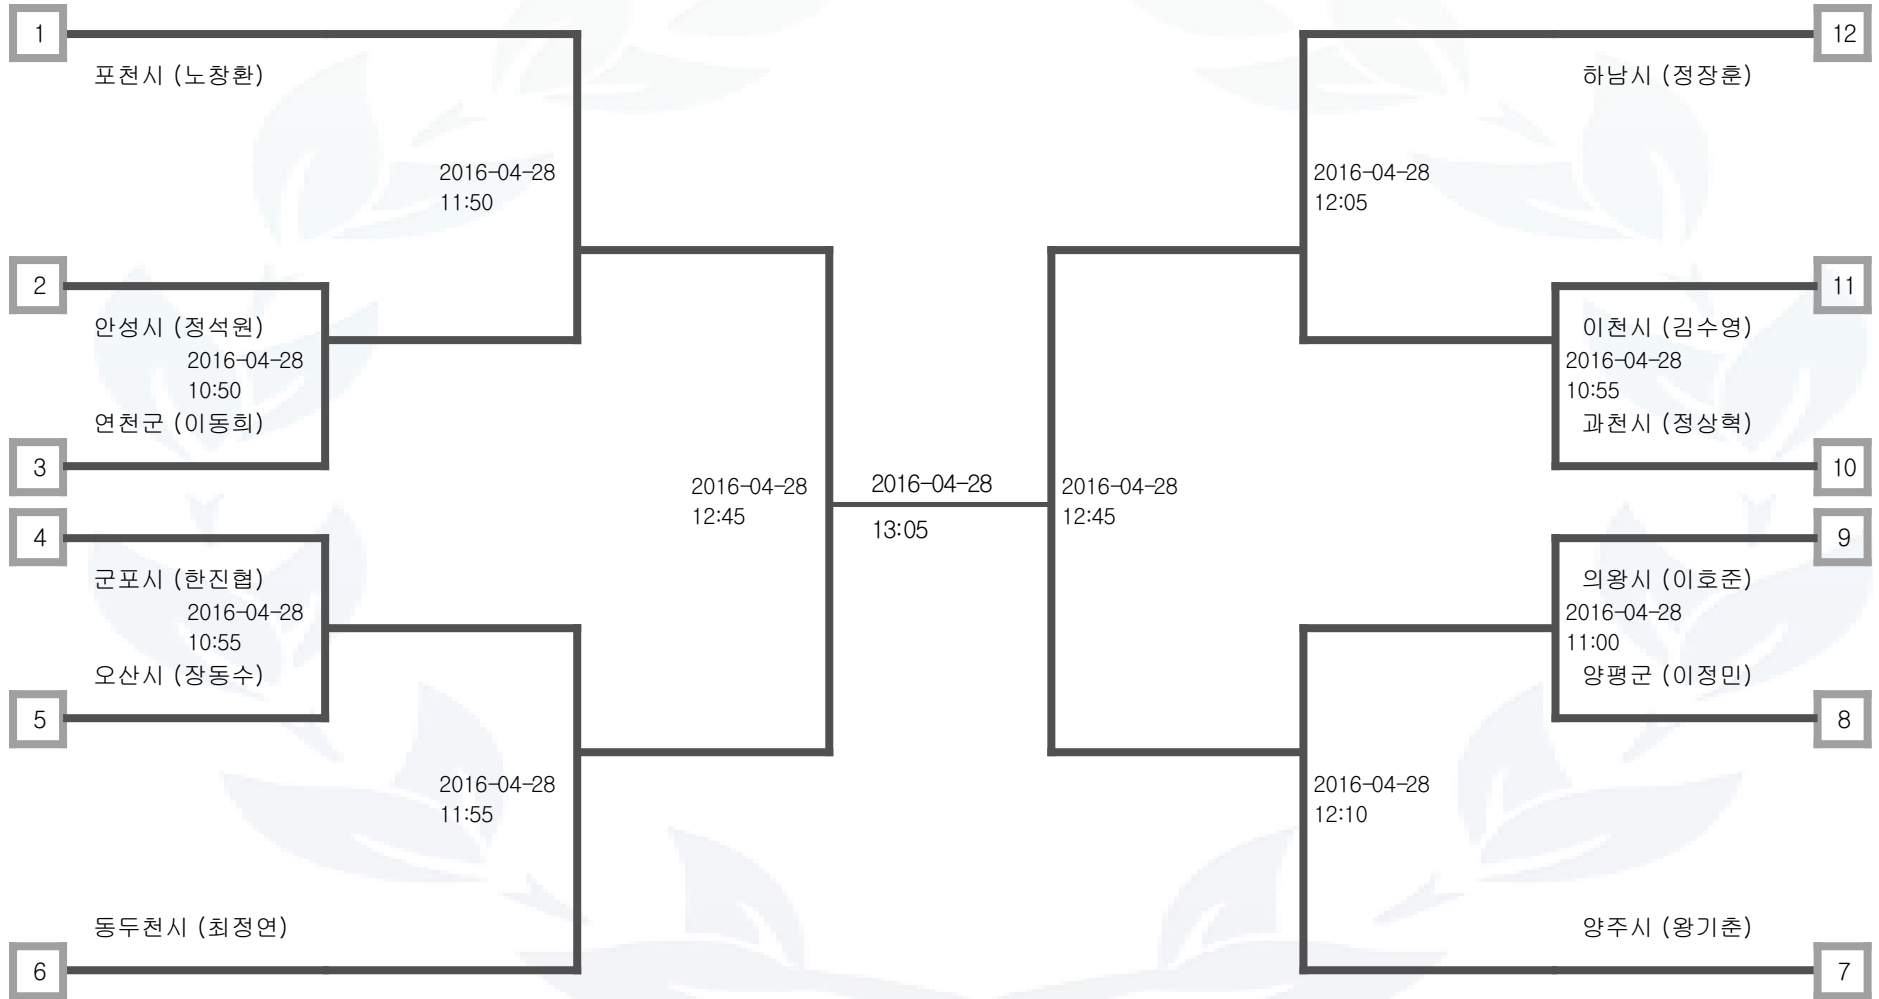 1
포천시 (노창환)
2016-04-28
11:50
2
안성시 (정석원)
2016-04-28
10:50
연천군 (이동희)
3
4
군포시 (한진협)
2016-04-28
10:55
오산시 (장동수)
5
2016-04-28
11:55
동두천시 (최정연)
6
2016-04-28
12:45
2016-04-28
13:05
2016-04-28
12:45
12
하남시 (정장훈)
2016-04-28
12:05
11
이천시 (김수영)
2016-04-28
10:55
과천시 (정상혁)
10
9
의왕시 (이호준)
2016-04-28
11:00
양평군 (이정민)
8
2016-04-28
12:10
양주시 (왕기춘)
7